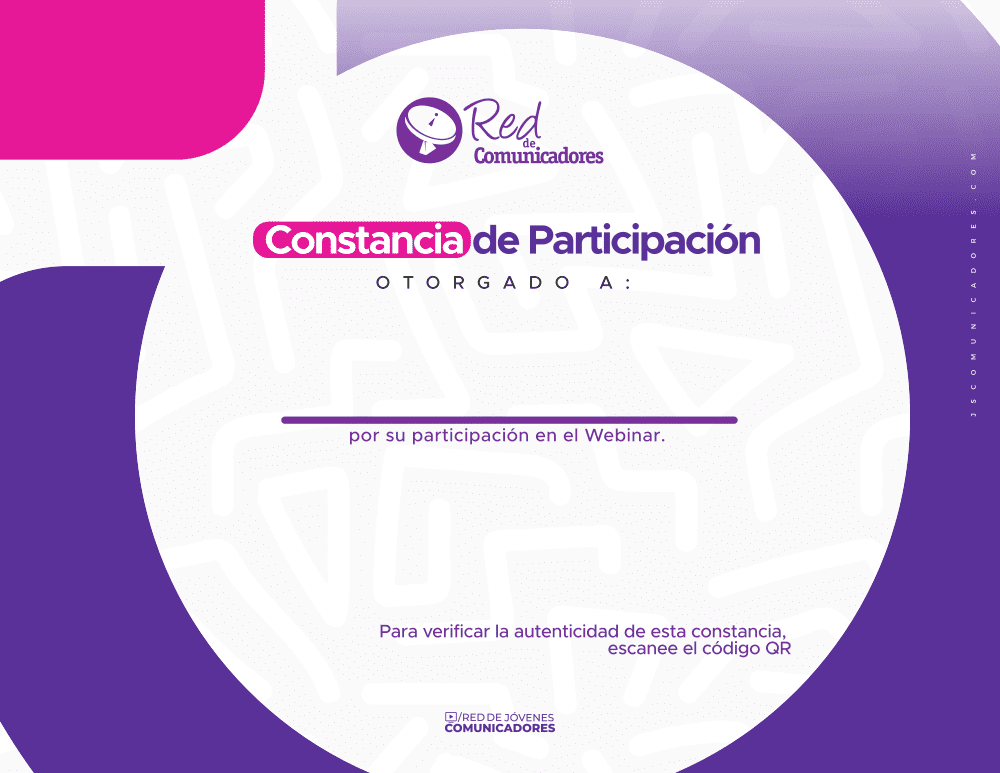 Red
de
Comunicadores
Constancia de Participación
OTORGADO A:
JSCOMUNICADORES.COM
por su participación en el Webinar.
Para verificar la autenticidad de esta constancia,
escanee el código QR
/RED DE JÓVENES
COMUNICADORES